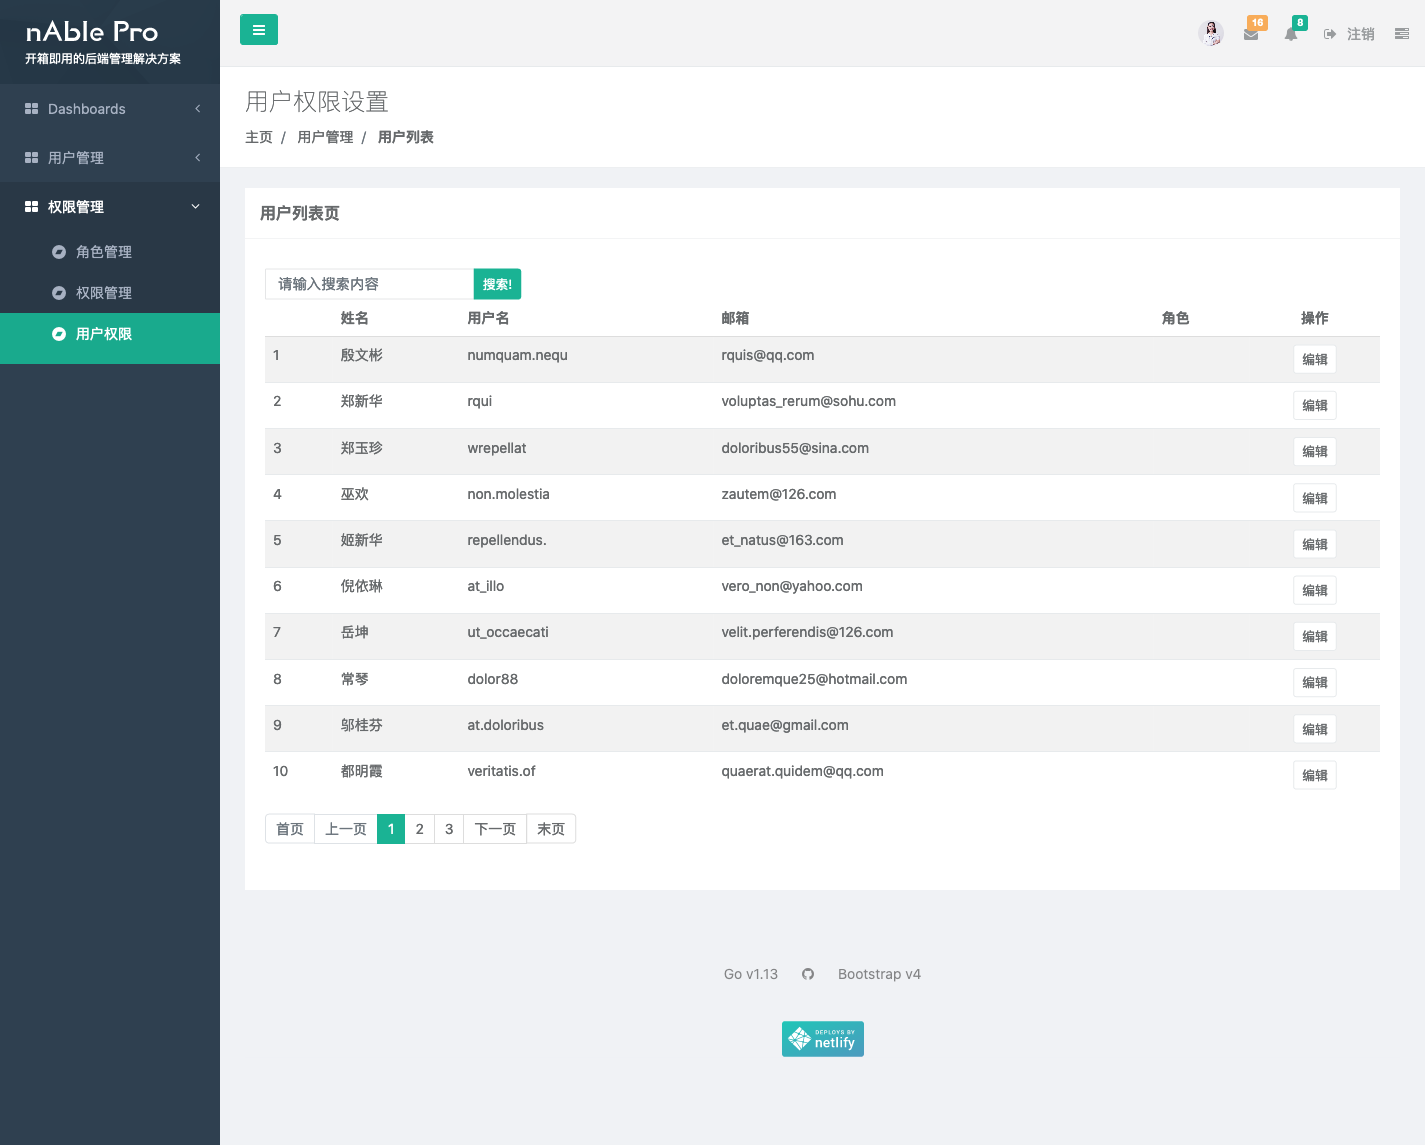 nAble Pro
开箱即用的后端管理解决方案
Dashboards
用户管理
权限管理
角色管理
权限管理
用户权限
16
8
注销
用户权限设置
主页 / 用户管理 / 用户列表
用户列表页
请输入搜索内容 搜索!
姓名 用户名 邮箱 角色 操作
1 殷文彬 numquam.nequ rquis@qq.com 编辑
2 郑新华 rqui voluptas_rerum@sohu.com 编辑
3 郑玉珍 wrepellat doloribus55@sina.com 编辑
4 巫欢 non.molestia zautem@126.com 编辑
5 姬新华 repellendus. et_natus@163.com 编辑
6 倪依琳 at_illo vero_non@yahoo.com 编辑
7 岳坤 ut_occaecati velit.perferendis@126.com 编辑
8 常琴 dolor88 doloremque25@hotmail.com 编辑
9 邬桂芬 at.doloribus et.quae@gmail.com 编辑
10 都明霞 veritatis.of quaerat.quidem@qq.com 编辑
首页 上一页 1 2 3 下一页 末页
Go v1.13 Bootstrap v4
DEPLOYS BY
netlify